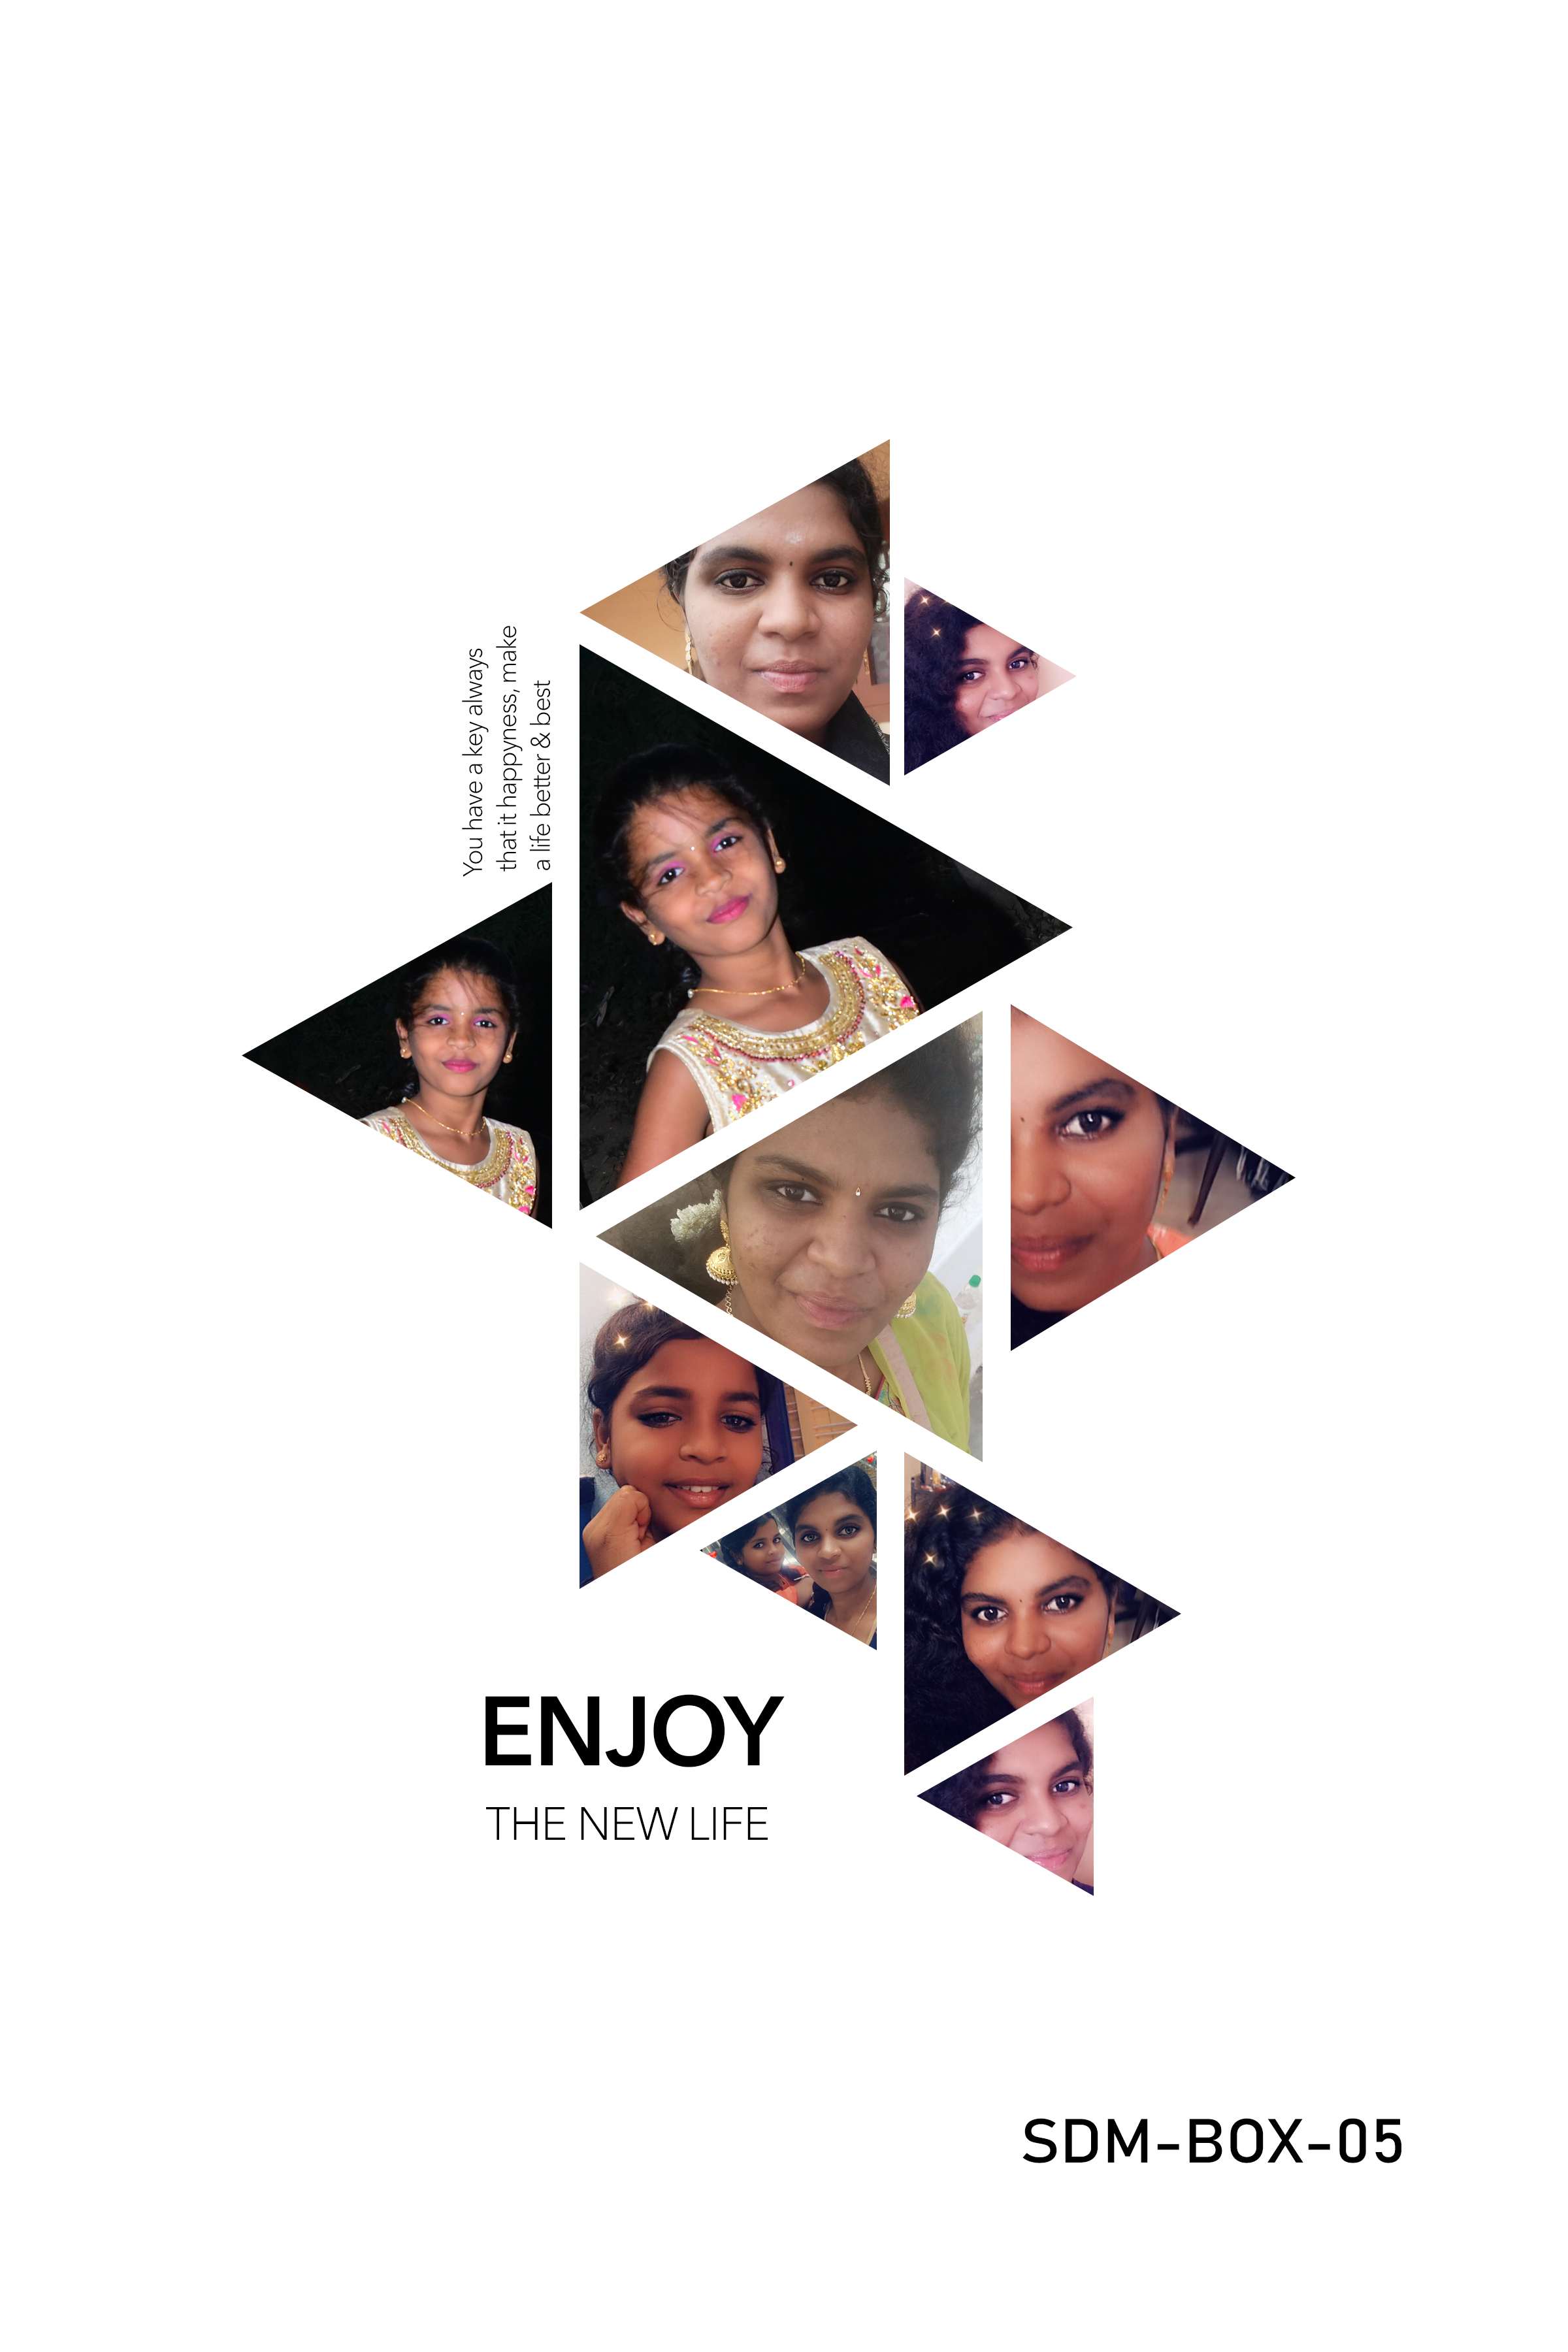 You have a key always
that it happyness, make
a life better & best
ENJOY
THE NEW LIFE
SDM-BOX-05